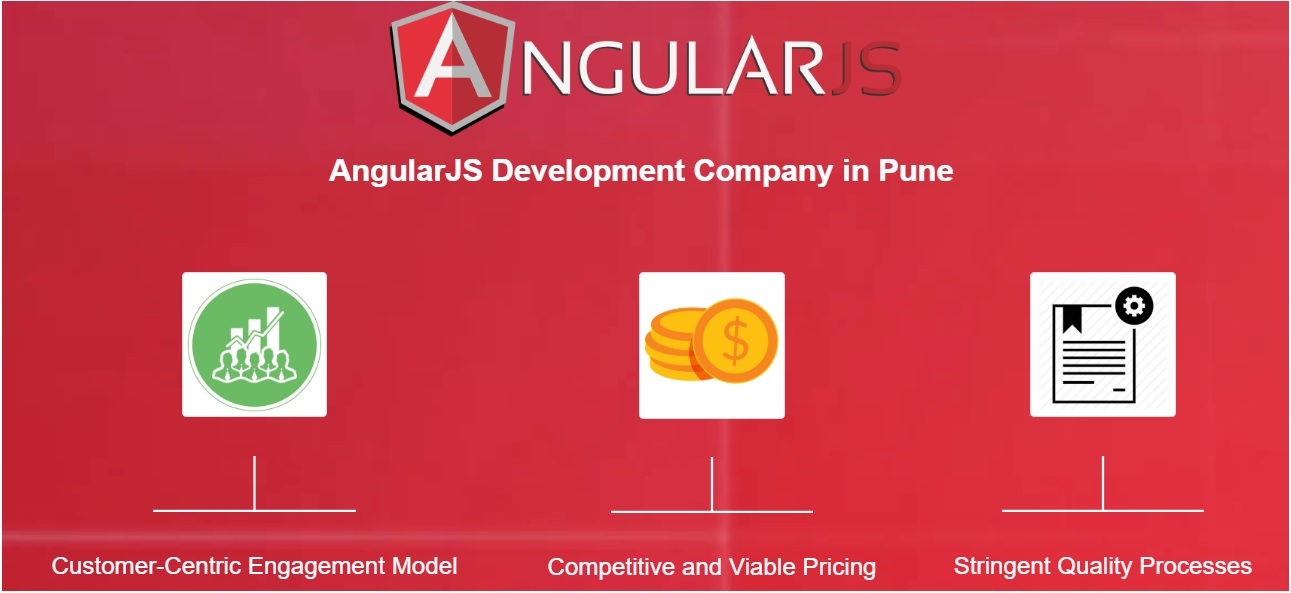 ANGULARJS
AngularJS Development Company in Pune
$
Customer-Centric Engagement Model
Competitive and Viable Pricing
Stringent Quality Processes